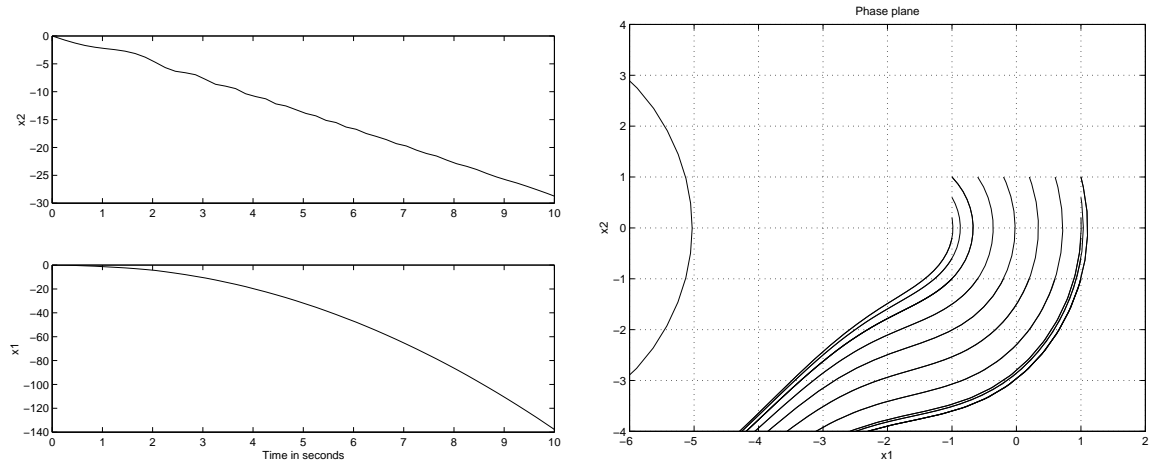 0
−5
−10
−15
−20
−25
−30
x2
0 1 2 3 4 5 6 7 8 9 10
0
−20
−40
−60
−80
−100
−120
−140
x1
0 1 2 3 4 5 6 7 8 9 10
Time in seconds
Phase plane
4
3
2
1
0
−1
−2
−3
−4
x2
−6 −5 −4 −3 −2 −1 0 1 2
x1